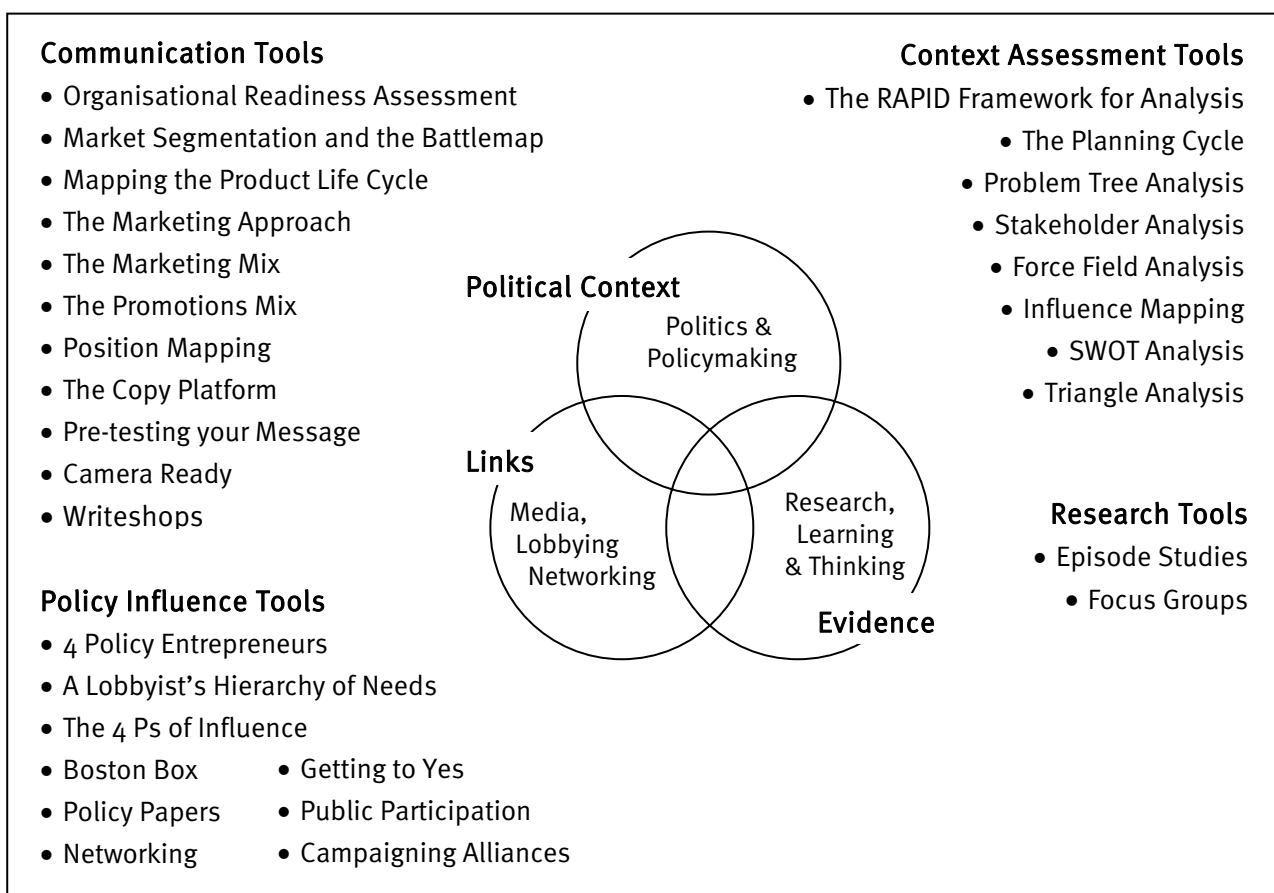 Communication Tools
• Organisational Readiness Assessment
• Market Segmentation and the Battlemap
• Mapping the Product Life Cycle
• The Marketing Approach
• The Marketing Mix
• The Promotions Mix
• Position Mapping
• The Copy Platform
• Pre-testing your Message
• Camera Ready
• Writeshops
Policy Influence Tools
• 4 Policy Entrepreneurs
• A Lobbyist's Hierarchy of Needs
• The 4 Ps of Influence
• Boston Box
• Policy Papers
• Networking
• Getting to Yes
• Public Participation
• Campaigning Alliances
Political Context
Politics &
Policymaking
Links
Media,
Lobbying
Networking
Research,
Learning
& Thinking
Evidence
Context Assessment Tools
• The RAPID Framework for Analysis
• The Planning Cycle
• Problem Tree Analysis
• Stakeholder Analysis
• Force Field Analysis
• Influence Mapping
• SWOT Analysis
• Triangle Analysis
Research Tools
• Episode Studies
• Focus Groups